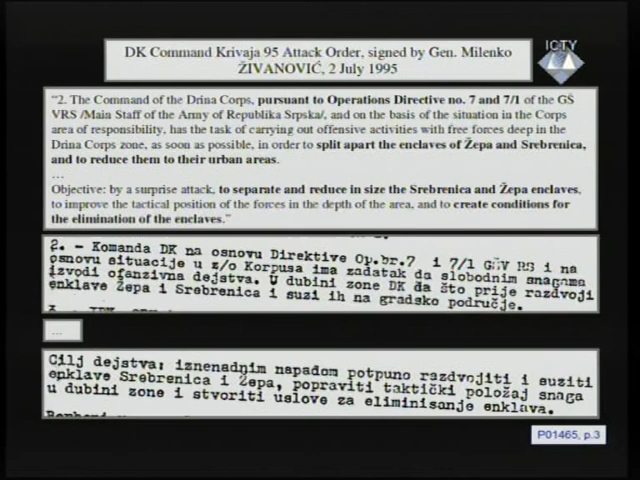 ICTY
DK Command Krivaja 95 Attack Order, signed by Gen. Milenko
ŽIVANOVIĆ, 2 July 1995
"2. The Command of the Drina Corps, pursuant to Operations Directive no. 7 and 7/1 of the GŠ
VRS /Main Staff of the Army of Republika Srpska/, and on the basis of the situation in the Corps
area of responsibility, has the task of carrying out offensive activities with free forces deep in the
Drina Corps zone, as soon as possible, in order to split apart the enclaves of Žepa and Srebrenica,
and to reduce them to their urban areas.
…
Objective: by a surprise attack, to separate and reduce in size the Srebrenica and Žepa enclaves,
to improve the tactical position of the forces in the depth of the area, and to create conditions for
the elimination of the enclaves."
2. - Komanda DK na osnovu Direktive Op.br.7 i 7/1 GŠV RS i na
osnovu situacije u z/o Korpusa ima zadatak da slobodnim snagama
izvodi ofanzivna dejstva. U dubini zone DK da što prije razdvoji
enklave Žepa i Srebrenica i suzi ih na gradsko područje.
...
Cilj dejstva: iznenadnim napadom potpuno razdvojiti i suziti
enklave Srebrenica i Žepa, popraviti taktički položaj snaga
u dubini zone i stvoriti uslove za eliminisanje enklava.
P01465, p.3